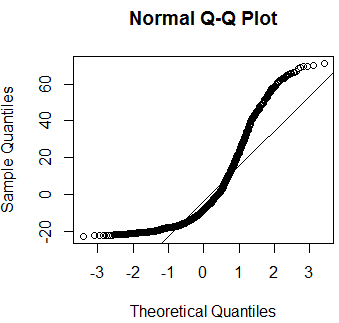 Normal Q-Q Plot
Sample Quantiles
60
40
20
0
-20
-3 -2 -1 0 1 2 3
Theoretical Quantiles